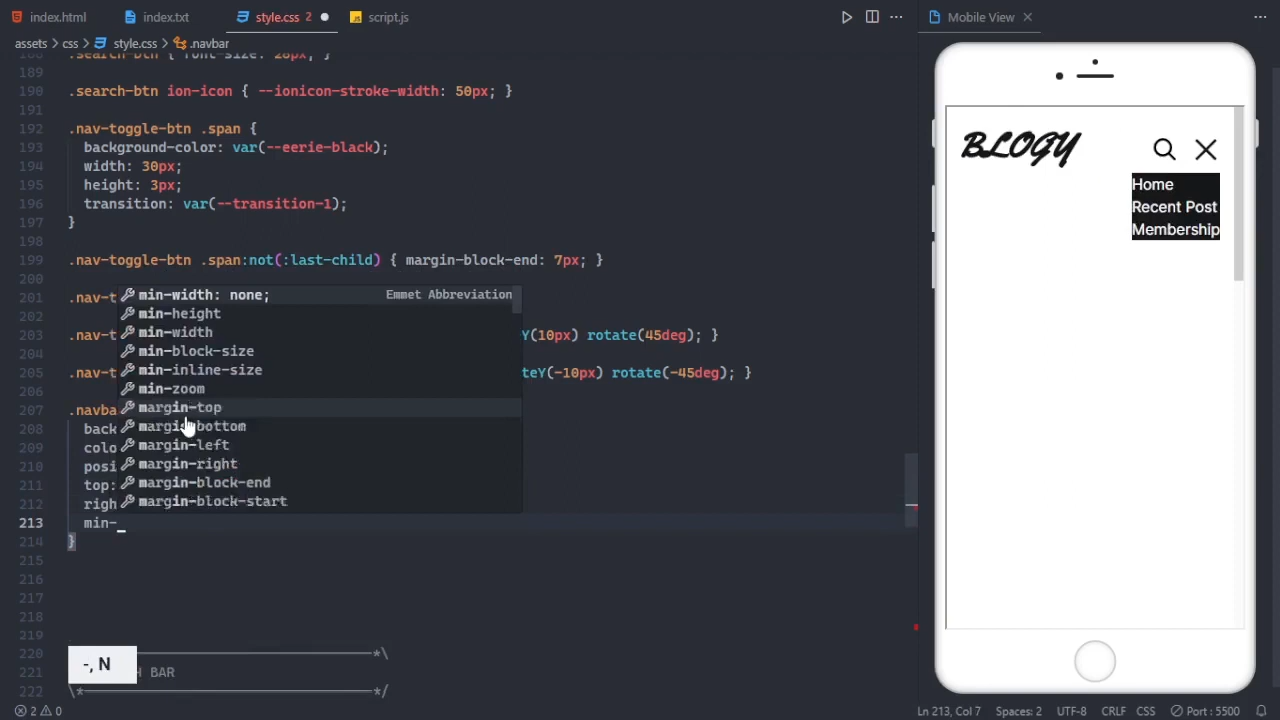 index.html
index.txt
style.css 2
script.js
Mobile View
assets > css > style.css > .navbar
.search-btn { font-size: 28px; }
189
190 .search-btn ion-icon { --ionicon-stroke-width: 50px; }
191
192 .nav-toggle-btn .span {
193 background-color: var(--eerie-black);
194 width: 30px;
195 height: 3px;
196 transition: var(--transition-1);
197 }
198
199 .nav-toggle-btn .span:not(:last-child) { margin-block-end: 7px; }
200
201 .nav-t
203 .nav-t Y(10px) rotate(45deg); }
204
205 .nav-t teY(-10px) rotate(-45deg); }
206
207 .navba
208 back
209 colo
210 posi
211 top:
212 righ
213 min-
214 }
215
216
217
218
219
220 *\
221 H BAR
222 \* */
min-width: none; Emmet Abbreviation
min-height
min-width
min-block-size
min-inline-size
min-zoom
margin-top
margin-bottom
margin-left
margin-right
margin-block-end
margin-block-start
-, N
BLOGY
Home
Recent Post
Membership
2 0
Ln 213, Col 7
Spaces: 2
UTF-8
CRLF
CSS
Port : 5500